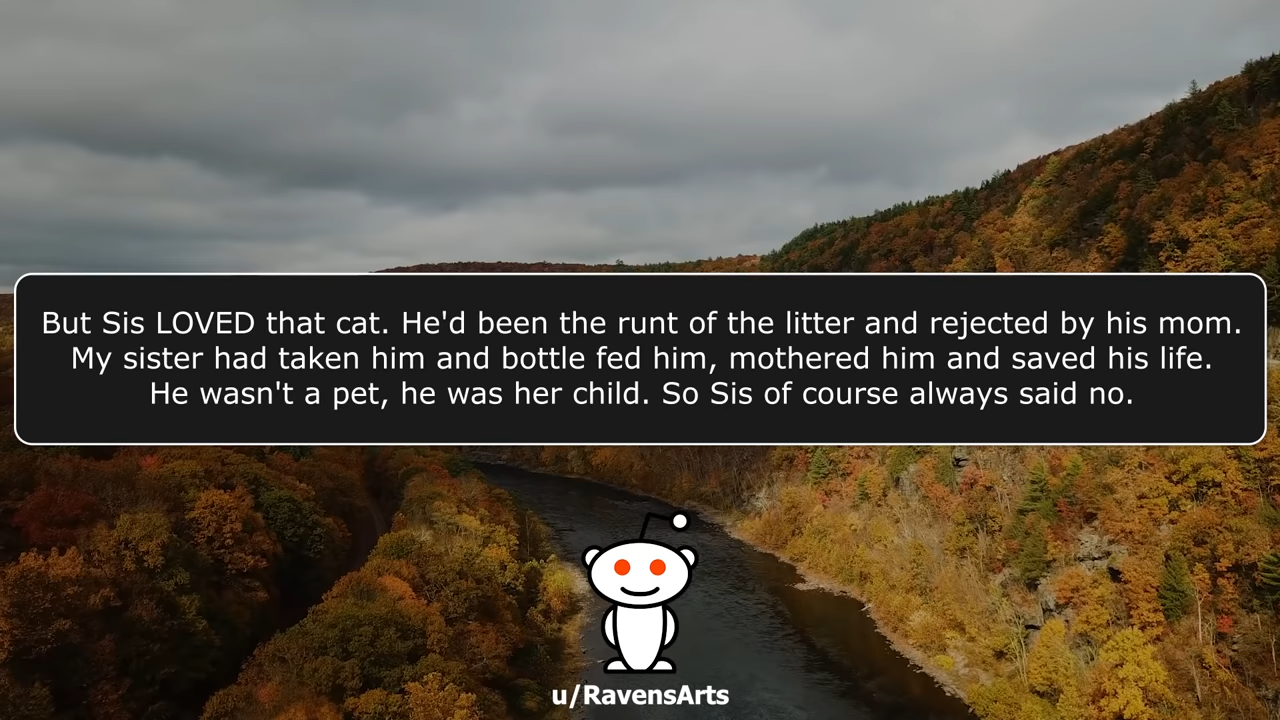 But Sis LOVED that cat. He'd been the runt of the litter and rejected by his mom.
My sister had taken him and bottle fed him, mothered him and saved his life.
He wasn't a pet, he was her child. So Sis of course always said no.
u/RavensArts